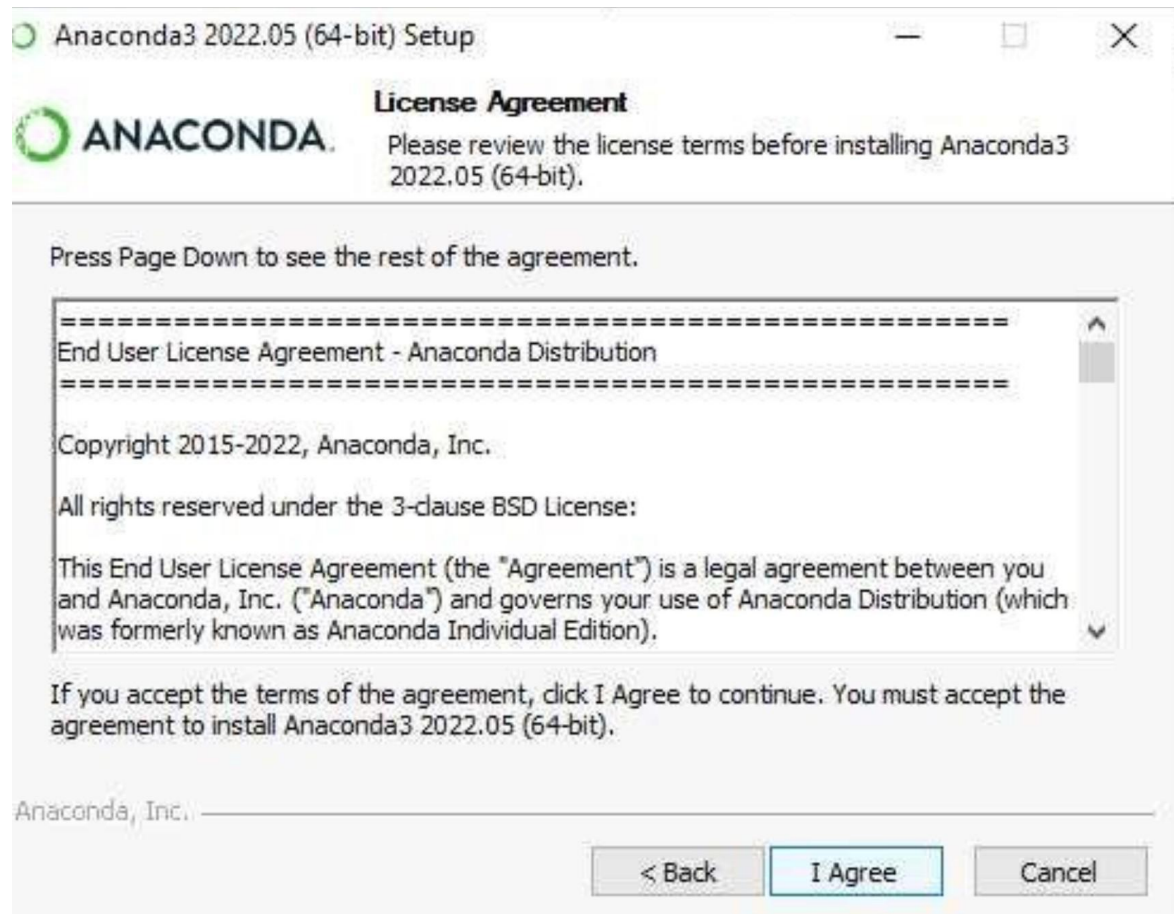 Anaconda3 2022.05 (64-bit) Setup
ANACONDA.
License Agreement
Please review the license terms before installing Anaconda3
2022.05 (64-bit).
Press Page Down to see the rest of the agreement.
==================================================
End User License Agreement - Anaconda Distribution
==================================================
Copyright 2015-2022, Anaconda, Inc.
All rights reserved under the 3-clause BSD License:
This End User License Agreement (the "Agreement") is a legal agreement between you
and Anaconda, Inc. ("Anaconda") and governs your use of Anaconda Distribution (which
was formerly known as Anaconda Individual Edition).
If you accept the terms of the agreement, click I Agree to continue. You must accept the
agreement to install Anaconda3 2022.05 (64-bit).
Anaconda, Inc.
< Back
I Agree
Cancel